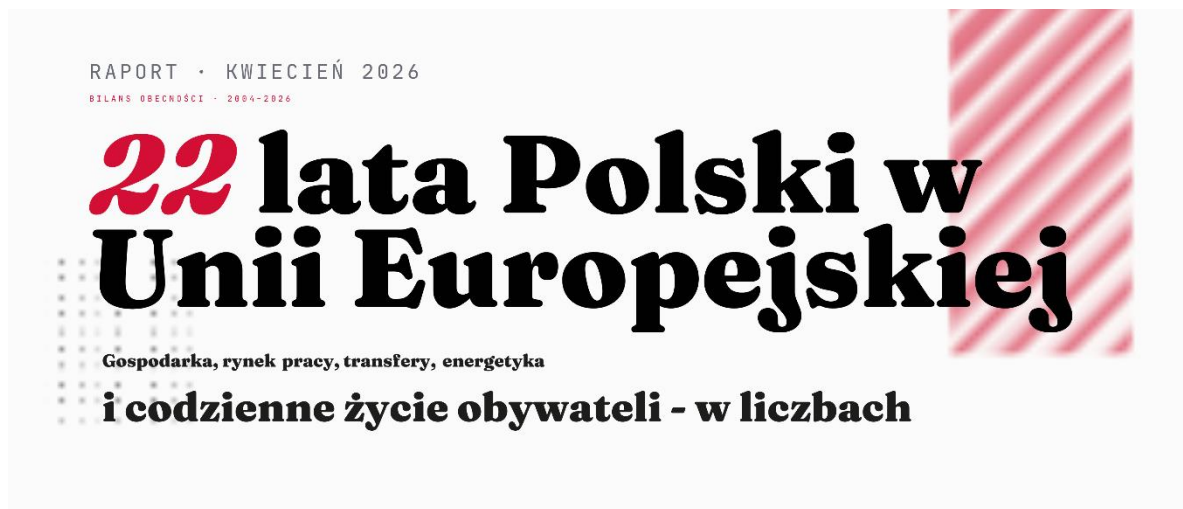 RAPORT · KWIECIEŃ 2026
BILANS OBECNOŚCI · 2004-2026
22 lata Polski w
Unii Europejskiej
Gospodarka, rynek pracy, transfery, energetyka
i codzienne życie obywateli - w liczbach